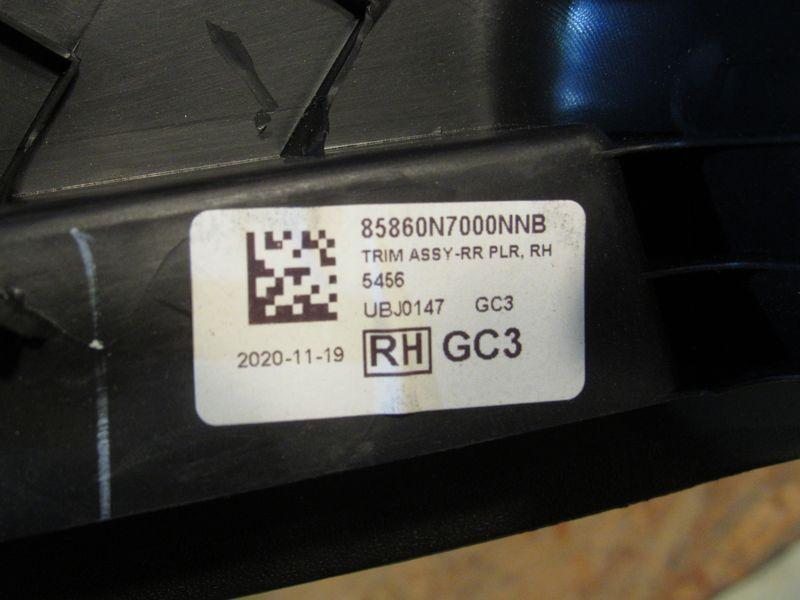 85860N7000NNB
TRIM ASSY-RR PLR, RH
5456
UBJ0147 GC3
2020-11-19 RH GC3